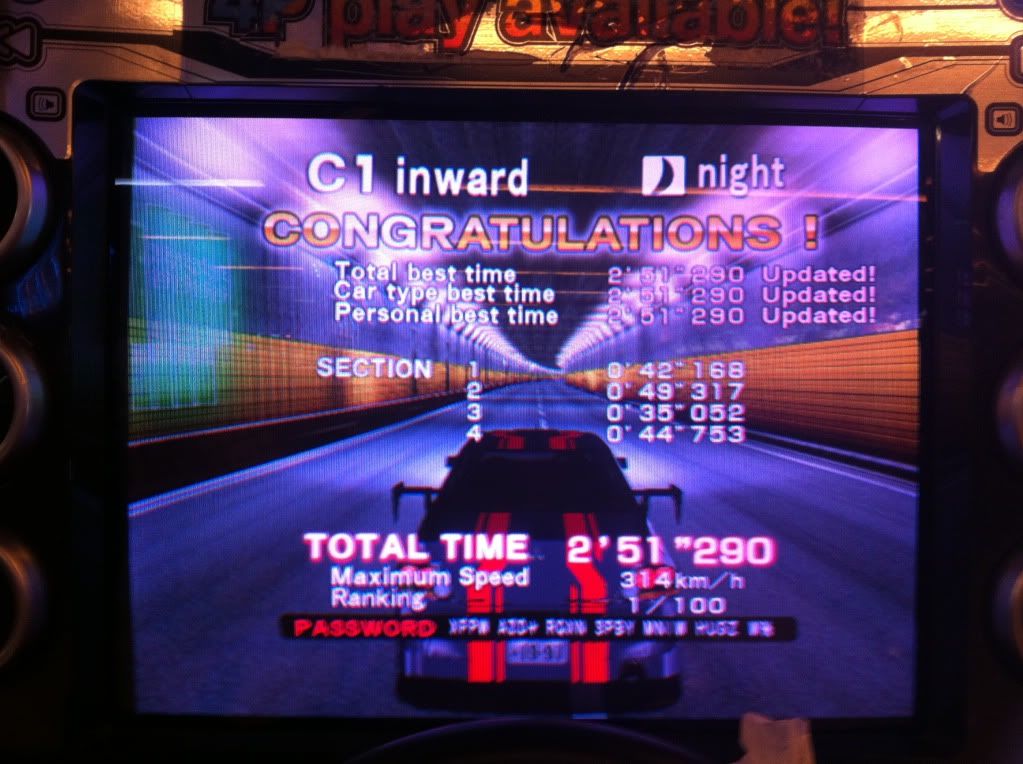 4P play available!
C1 inward night
CONGRATULATIONS !
Total best time 2'51"290 Updated!
Car type best time 2'51"290 Updated!
Personal best time 2'51"290 Updated!
SECTION 1 0'42"168
2 0'49"317
3 0'35"052
4 0'44"753
TOTAL TIME 2'51"290
Maximum Speed 314km/h
Ranking 1/100
PASSWORD